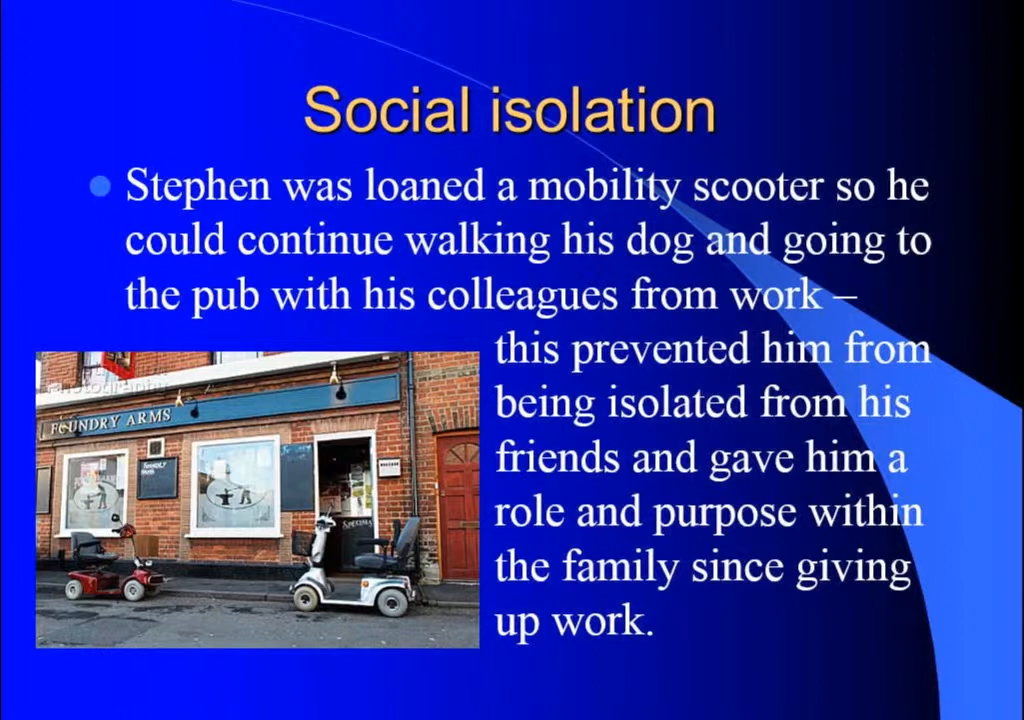 Social isolation
Stephen was loaned a mobility scooter so he
could continue walking his dog and going to
the pub with his colleagues from work –
this prevented him from
being isolated from his
friends and gave him a
role and purpose within
the family since giving
up work.
Photography
FOUNDRY ARMS
SPECIALS